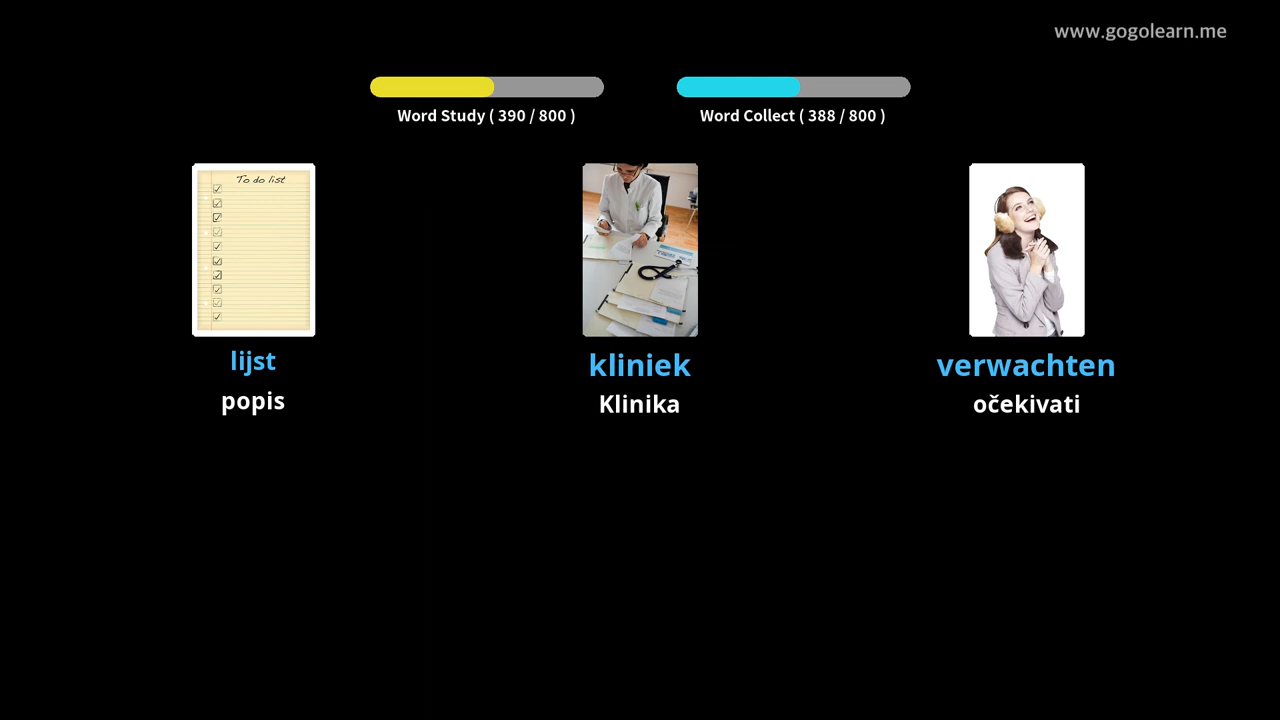 www.gogolearn.me
Word Study ( 390 / 800 )
Word Collect ( 388 / 800 )
To do list
lijst
kliniek
verwachten
popis
Klinika
očekivati